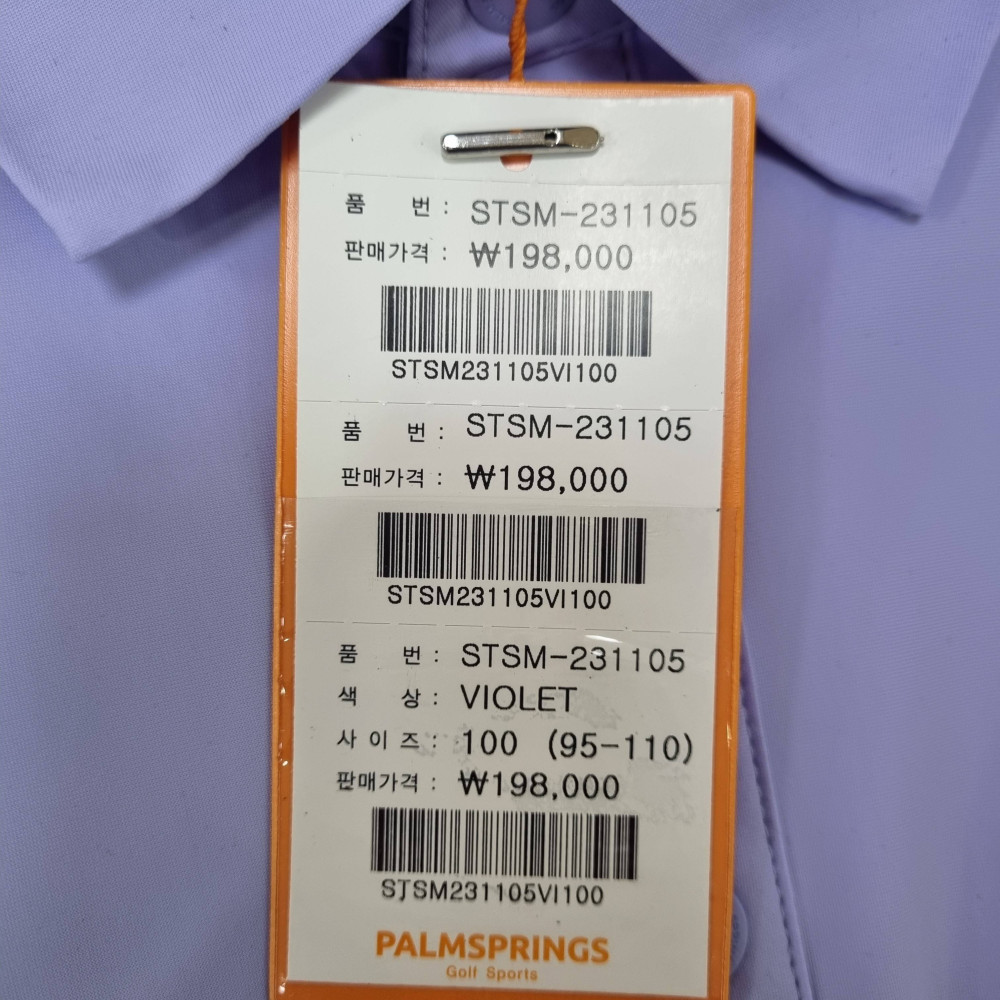 품 번 : STSM-231105
판매가격 : ₩198,000
STSM231105VI100
품 번 : STSM-231105
판매가격 : ₩198,000
STSM231105VI100
품 번 : STSM-231105
색 상 : VIOLET
사 이 즈 : 100 (95-110)
판매가격 : ₩198,000
STSM231105VI100
PALMSPRINGS
Golf Sports